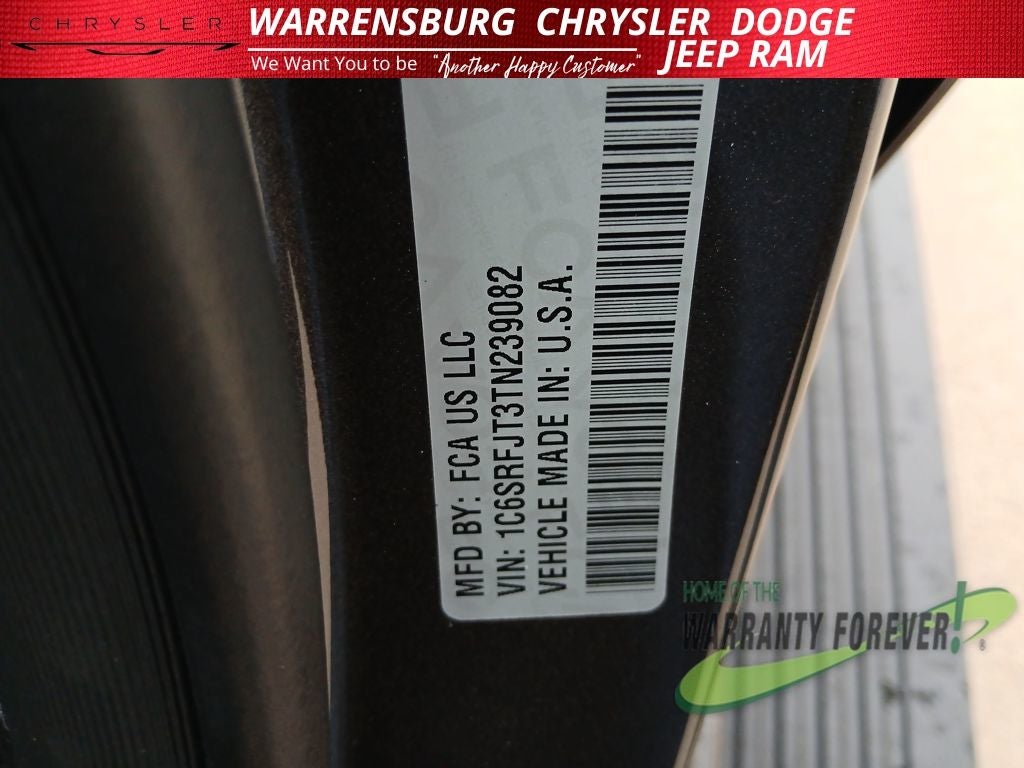 CHRYSLER
WARRENSBURG CHRYSLER DODGE
JEEP RAM
We Want You to be "Another Happy Customer"
MFD BY: FCA US LLC
VIN: 1C6SRFJT3TN239082
VEHICLE MADE IN: U.S.A.
HOME OF THE
WARRANTY FOREVER!®